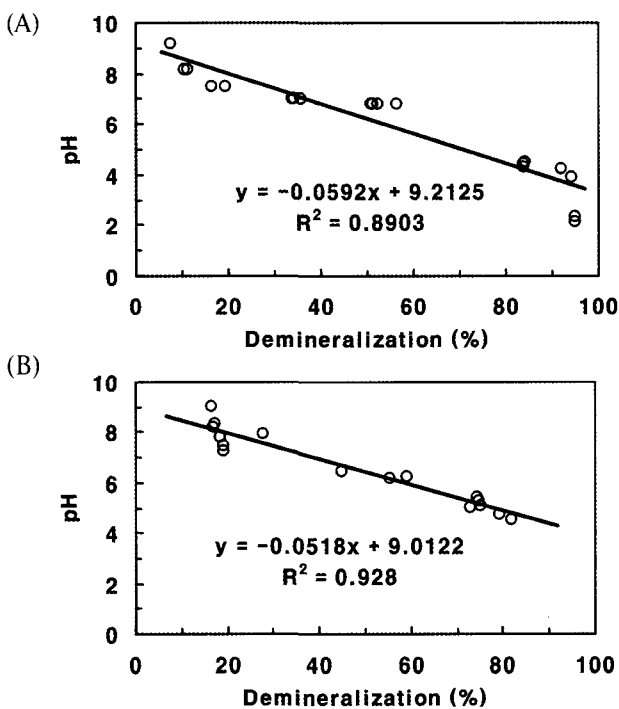 (A)
10
8
6
4
2
0
pH
y = −0.0592x + 9.2125
R² = 0.8903
0 20 40 60 80 100
Demineralization (%)
(B)
10
8
6
4
2
0
pH
y = −0.0518x + 9.0122
R² = 0.928
0 20 40 60 80 100
Demineralization (%)